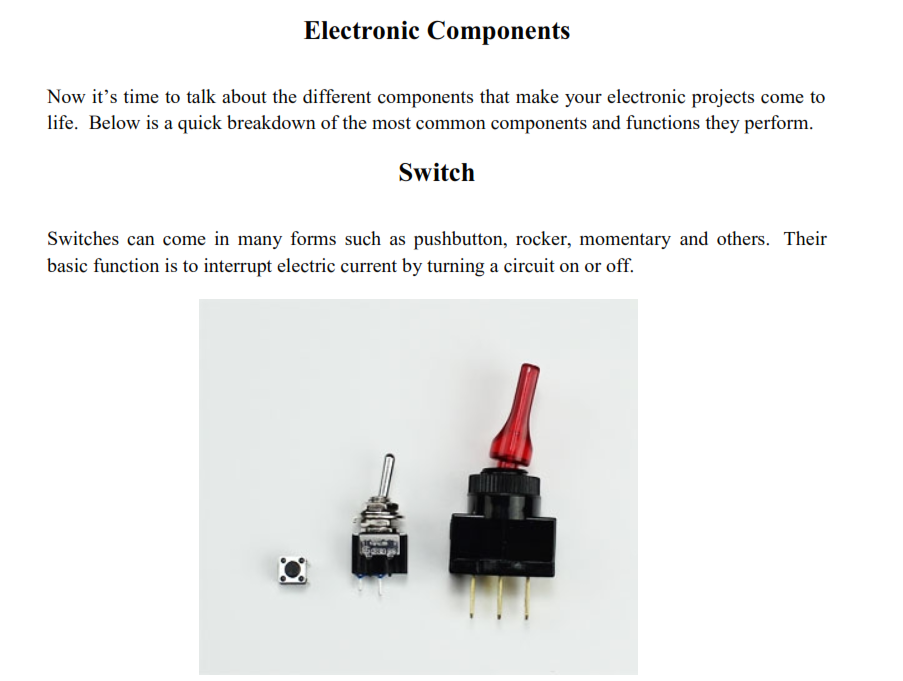 Electronic Components
Now it’s time to talk about the different components that make your electronic projects come to
life.  Below is a quick breakdown of the most common components and functions they perform.
Switch
Switches can come in many forms such as pushbutton, rocker, momentary and others.  Their
basic function is to interrupt electric current by turning a circuit on or off.